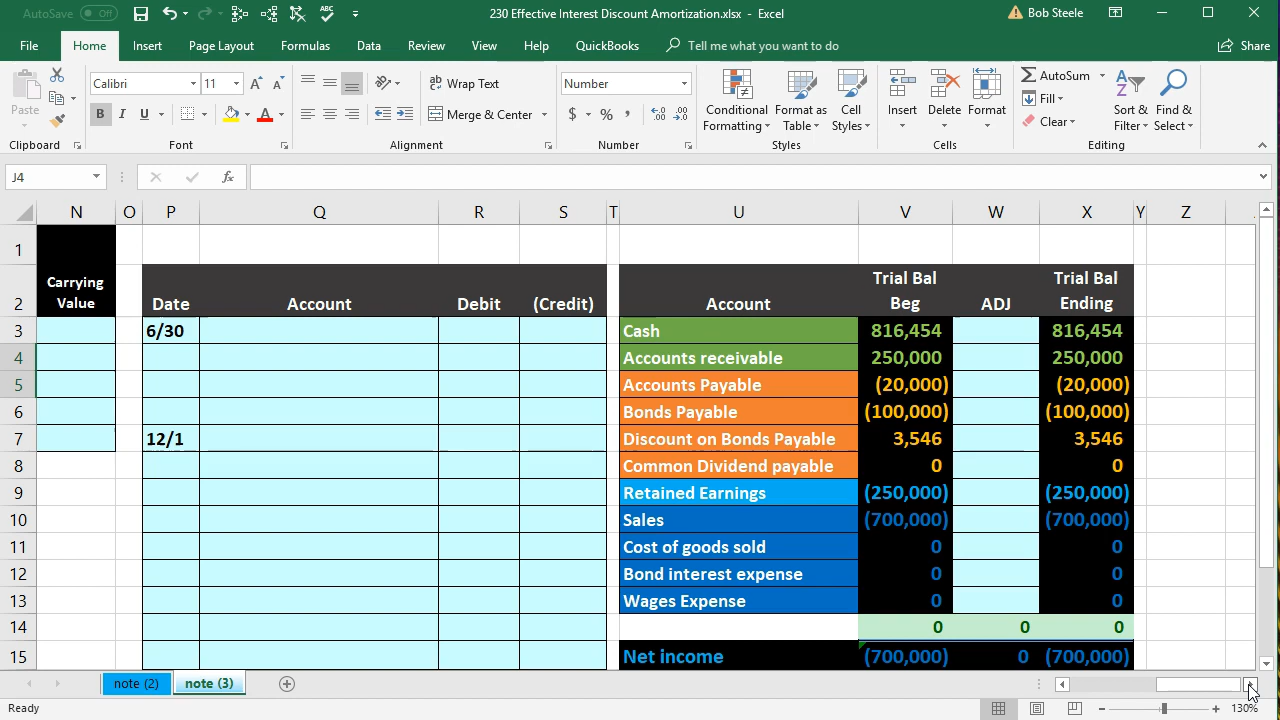 AutoSave Off
230 Effective Interest Discount Amortization.xlsx - Excel
Bob Steele
File Home Insert Page Layout Formulas Data Review View Help QuickBooks Tell me what you want to do Share
Paste
Calibri 11
B I U
Wrap Text
Merge & Center
Number
$ % ,
Conditional Formatting
Format as Table
Cell Styles
Insert Delete Format
AutoSum
Fill
Clear
Sort & Filter
Find & Select
Clipboard Font Alignment Number Styles Cells Editing
J4 fx
N O P Q R S T U V W X Y Z
1
2 Carrying Value Date Account Debit (Credit) Account Trial Bal Beg ADJ Trial Bal Ending
3 6/30 Cash 816,454 816,454
4 Accounts receivable 250,000 250,000
5 Accounts Payable (20,000) (20,000)
6 Bonds Payable (100,000) (100,000)
7 12/1 Discount on Bonds Payable 3,546 3,546
8 Common Dividend payable 0 0
9 Retained Earnings (250,000) (250,000)
10 Sales (700,000) (700,000)
11 Cost of goods sold 0 0
12 Bond interest expense 0 0
13 Wages Expense 0 0
14 0 0 0
15 Net income (700,000) 0 (700,000)
note (2) note (3)
Ready 130%